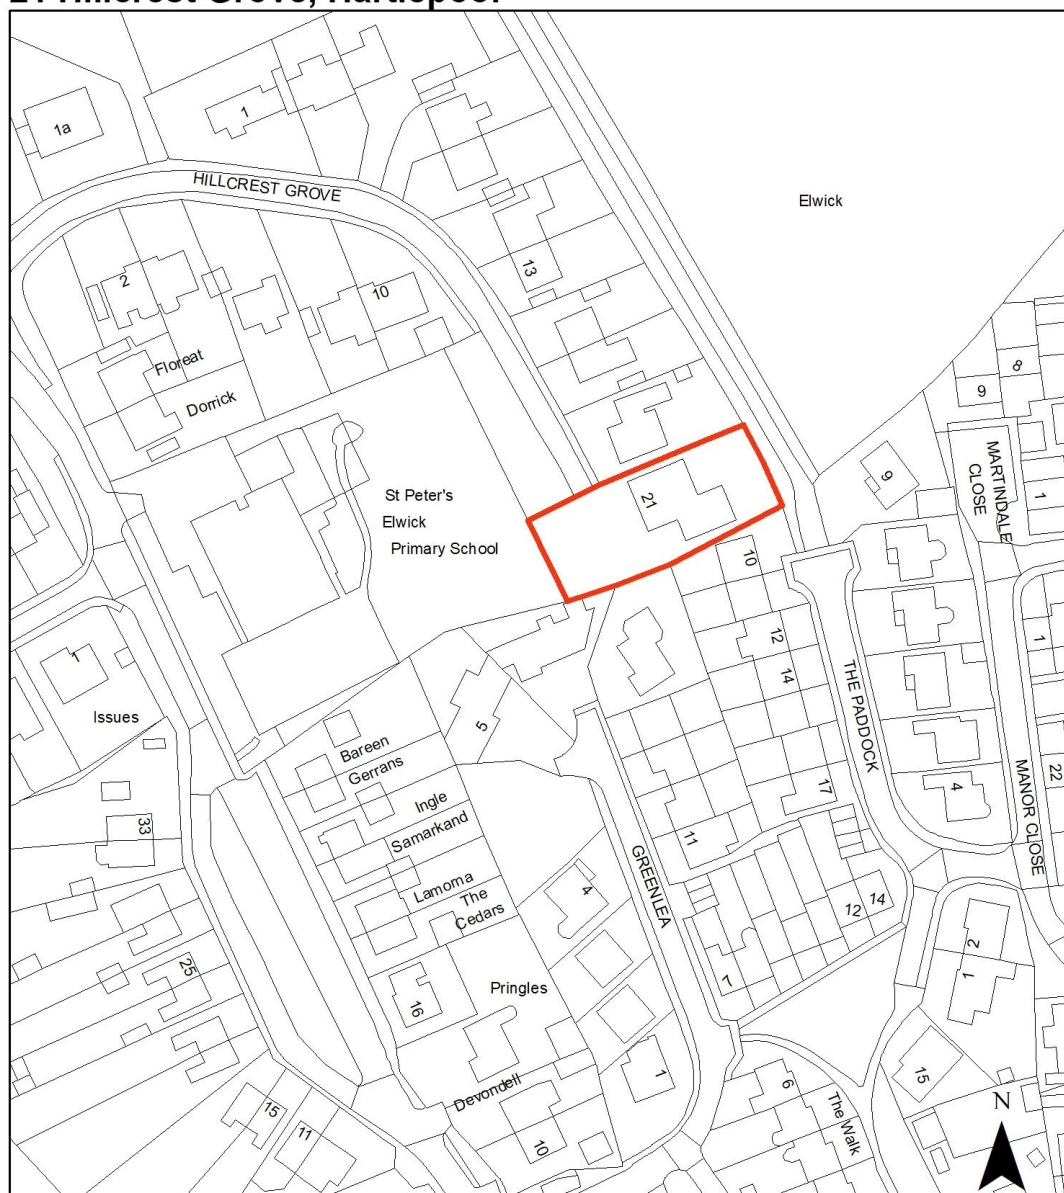 21 Hillcrest Grove, Hartlepool
1a
1
HILLCREST GROVE
Elwick
13
2
10
Floreat
Dorrick
8
9
9
MARTINDALE
CLOSE
1
21
St Peter's
Elwick
Primary School
10
12
14
1
1
Issues
THE PADDOCK
5
Bareen
Gerrans
Ingle
Samarkand
Lamorna
The
Cedars
17
4
22
MANOR CLOSE
33
11
GREENLEA
4
12
14
25
16
Pringles
7
2
1
Devondell
10
1
6
The Walk
15
15
11
N